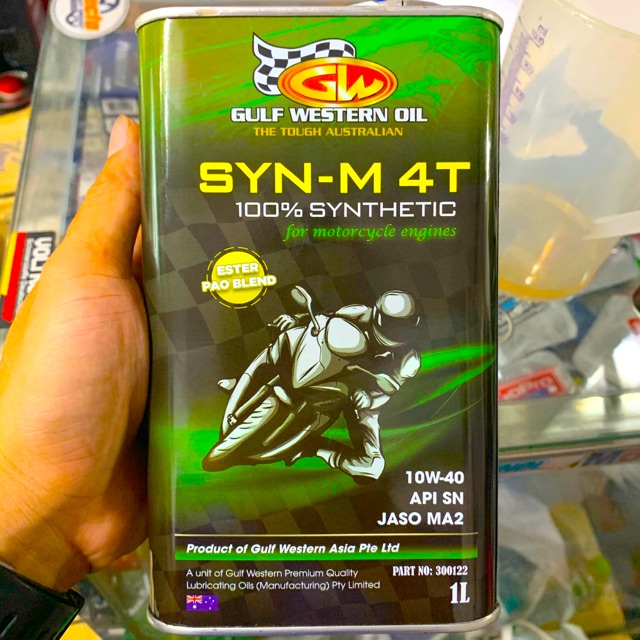 GW
GULF WESTERN OIL
THE TOUGH AUSTRALIAN
SYN-M 4T
100% SYNTHETIC
for motorcycle engines
ESTER
PAO BLEND
10W-40
API SN
JASO MA2
Product of Gulf Western Asia Pte Ltd
A unit of Gulf Western Premium Quality
Lubricating Oils (Manufacturing) Pty Limited
PART NO: 300122
1L